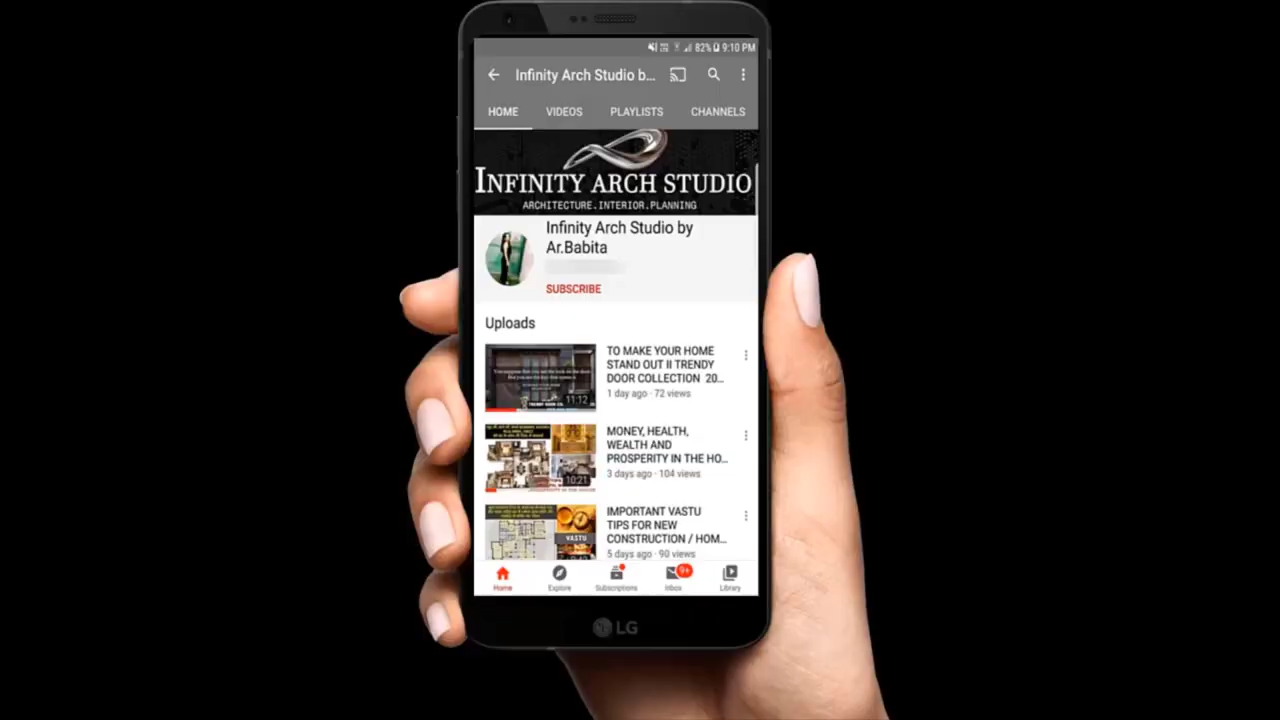 82% 9:10 PM
Infinity Arch Studio b...
HOME VIDEOS PLAYLISTS CHANNELS
INFINITY ARCH STUDIO
ARCHITECTURE.INTERIOR.PLANNING
Infinity Arch Studio by
Ar.Babita
SUBSCRIBE
Uploads
TO MAKE YOUR HOME
STAND OUT II TRENDY
DOOR COLLECTION 20...
1 day ago · 72 views
11:12
MONEY, HEALTH,
WEALTH AND
PROSPERITY IN THE HO...
3 days ago · 104 views
10:21
IMPORTANT VASTU
TIPS FOR NEW
CONSTRUCTION / HOM...
5 days ago · 90 views
VASTU
9+
Home Explore Subscriptions Inbox Library
LG